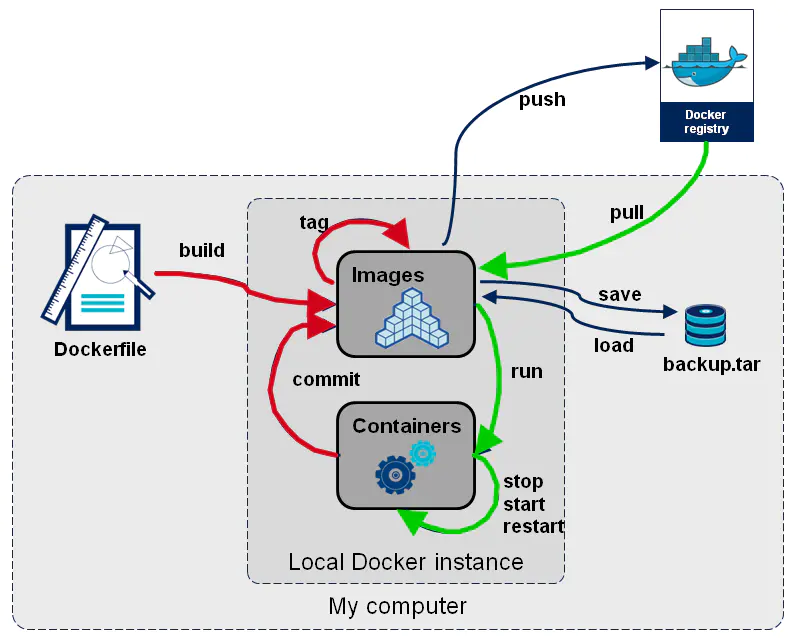 push
Docker
registry
pull
tag
build
Images
save
Dockerfile
load
backup.tar
commit
run
Containers
stop
start
restart
Local Docker instance
My computer